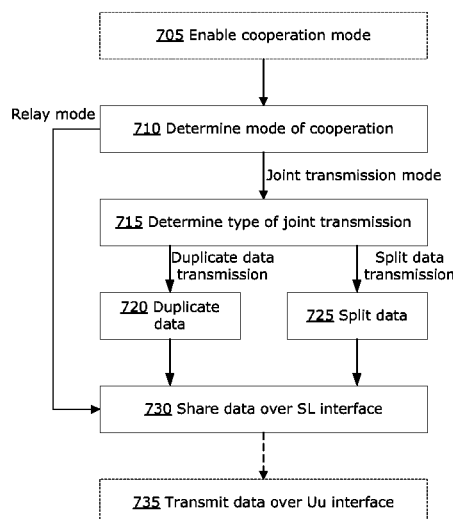 705 Enable cooperation mode
Relay mode
710 Determine mode of cooperation
Joint transmission mode
715 Determine type of joint transmission
Duplicate data
transmission
Split data
transmission
720 Duplicate
data
725 Split data
730 Share data over SL interface
735 Transmit data over Uu interface